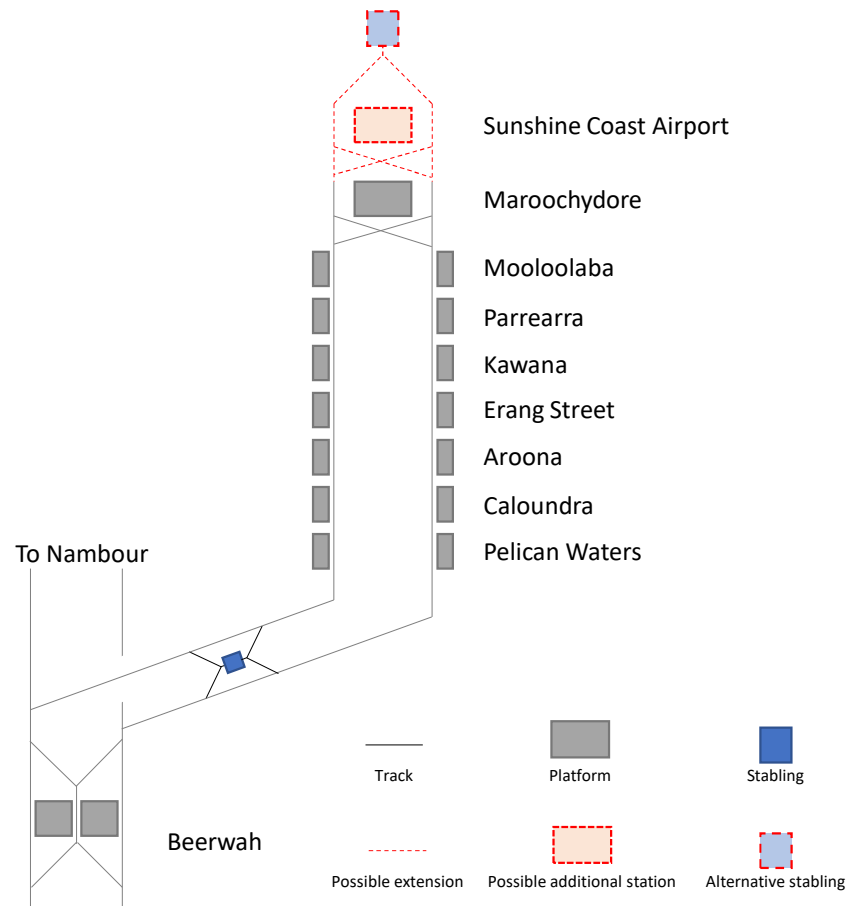 Sunshine Coast Airport
Maroochydore
Mooloolaba
Parrearra
Kawana
Erang Street
Aroona
Caloundra
To Nambour
Pelican Waters
Track
Platform
Stabling
Beerwah
Possible extension
Possible additional station
Alternative stabling